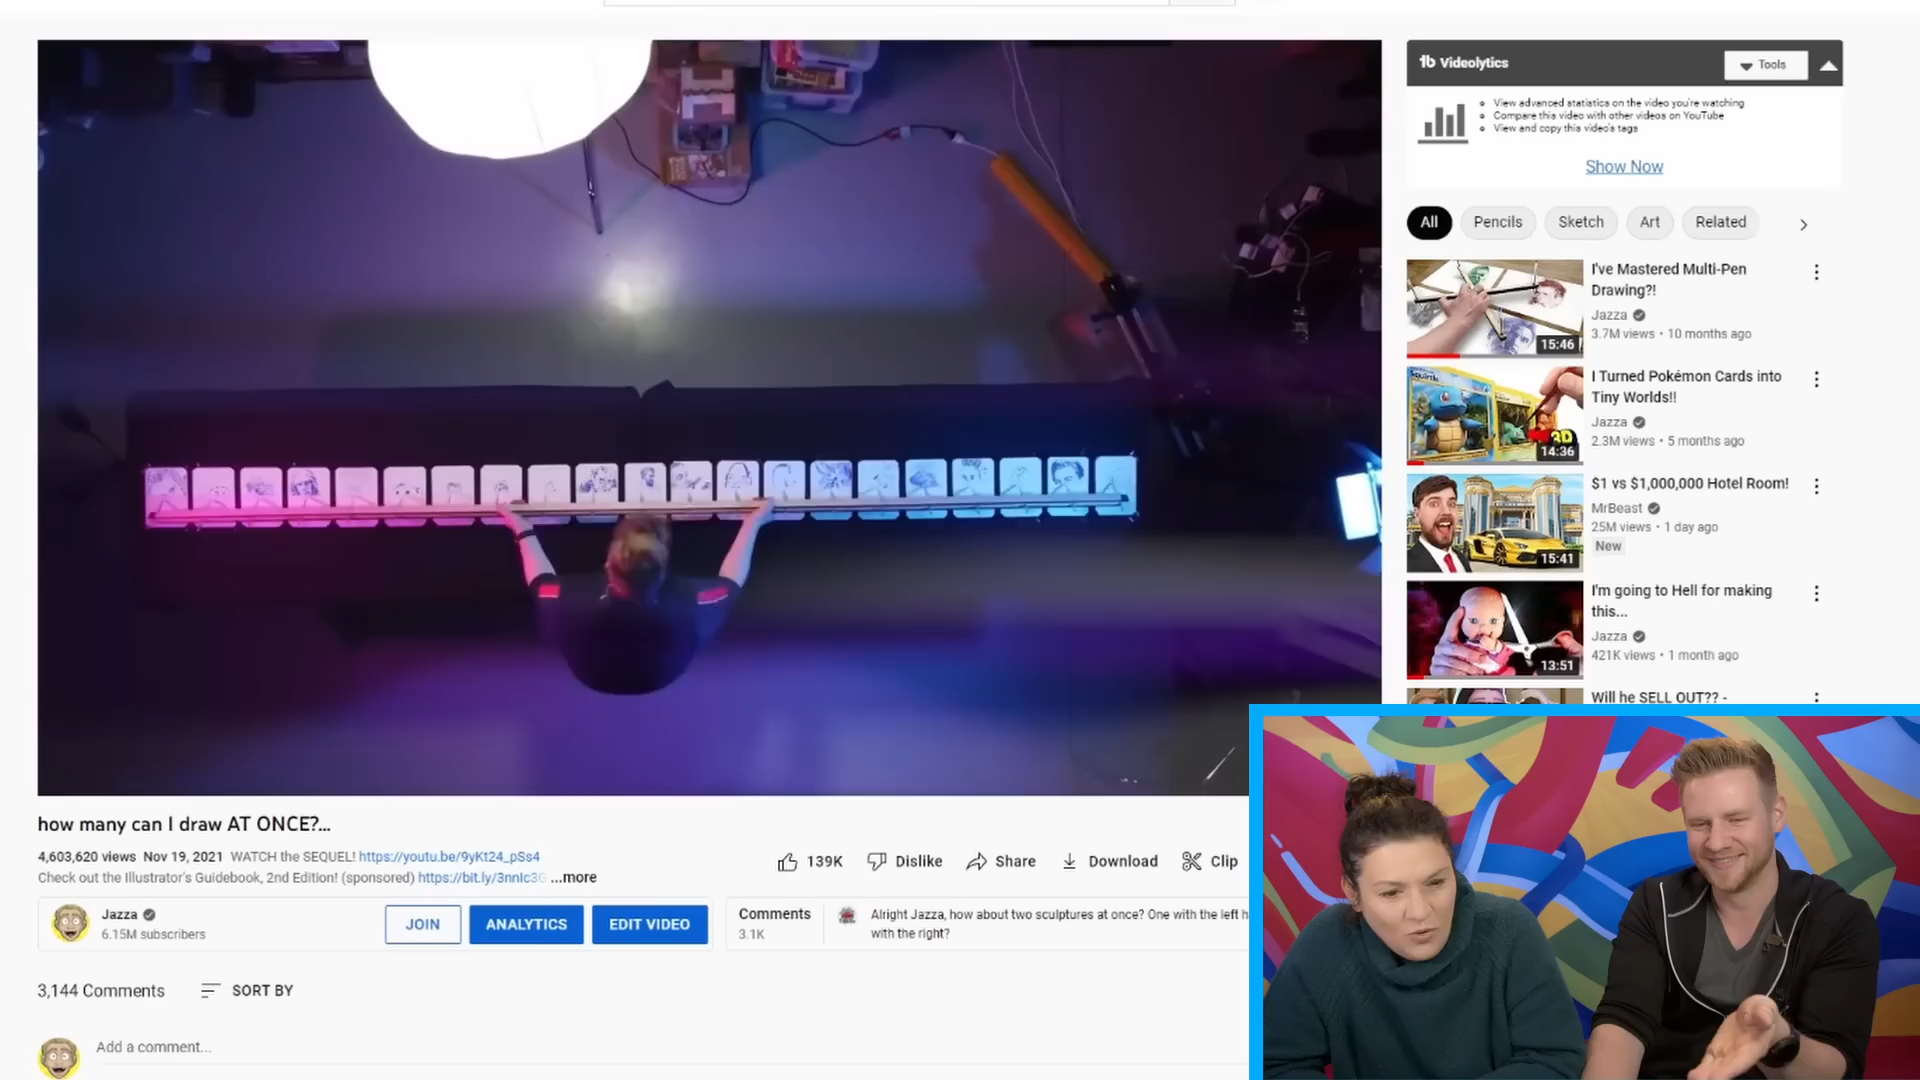 1b Videolytics
Tools
View advanced statistics on the video you're watching
Compare this video with other videos on YouTube
View and copy this video's tags
Show Now
All
Pencils
Sketch
Art
Related
I've Mastered Multi-Pen
Drawing?!
Jazza
3.7M views • 10 months ago
15:46
Squirtle
3D
14:36
I Turned Pokémon Cards into
Tiny Worlds!!
Jazza
2.3M views • 5 months ago
15:41
$1 vs $1,000,000 Hotel Room!
MrBeast
25M views • 1 day ago
New
13:51
I'm going to Hell for making
this...
Jazza
421K views • 1 month ago
Will he SELL OUT?? -
how many can I draw AT ONCE?...
4,603,620 views Nov 19, 2021 WATCH the SEQUEL! https://youtu.be/9yKt24_pSs4
Check out the Illustrator's Guidebook, 2nd Edition! (sponsored) https://bit.ly/3nnIc3G ...more
139K
Dislike
Share
Download
Clip
Jazza
6.15M subscribers
JOIN
ANALYTICS
EDIT VIDEO
Comments
3.1K
Alright Jazza, how about two sculptures at once? One with the left h
with the right?
3,144 Comments
SORT BY
Add a comment...